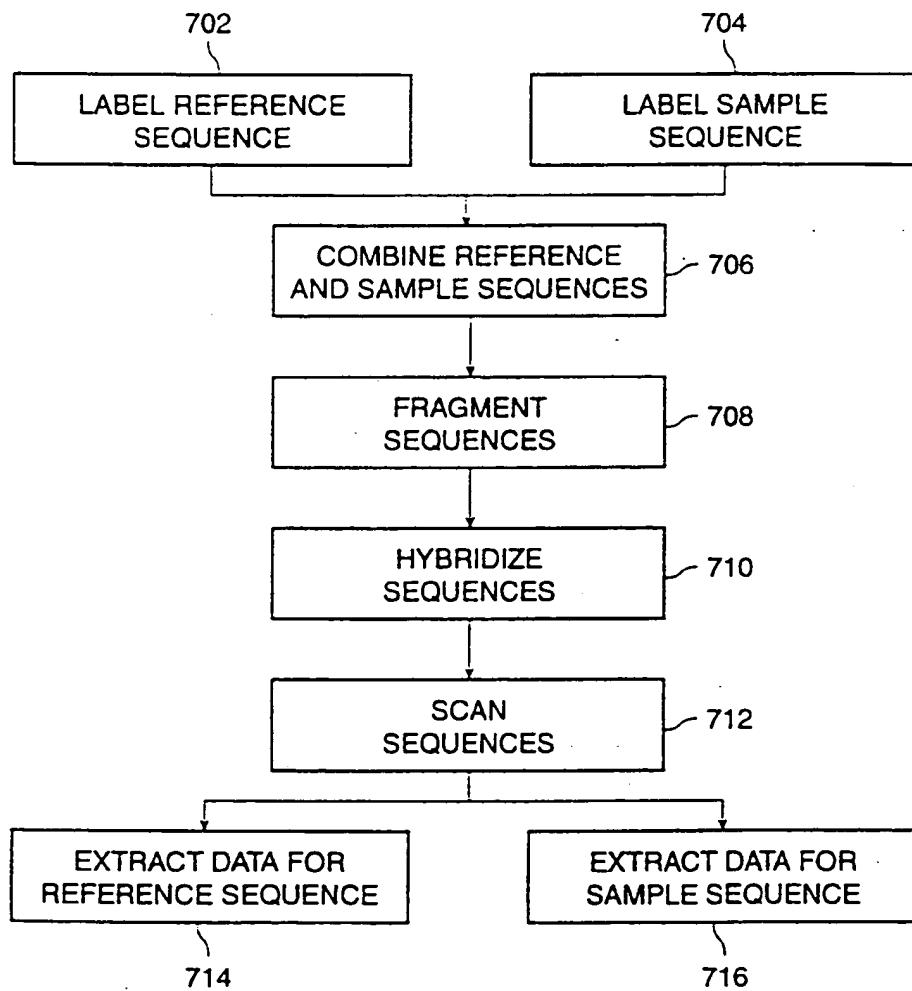 702
704
LABEL REFERENCE
SEQUENCE
LABEL SAMPLE
SEQUENCE
COMBINE REFERENCE
AND SAMPLE SEQUENCES
706
FRAGMENT
SEQUENCES
708
HYBRIDIZE
SEQUENCES
710
SCAN
SEQUENCES
712
EXTRACT DATA FOR
REFERENCE SEQUENCE
EXTRACT DATA FOR
SAMPLE SEQUENCE
714
716